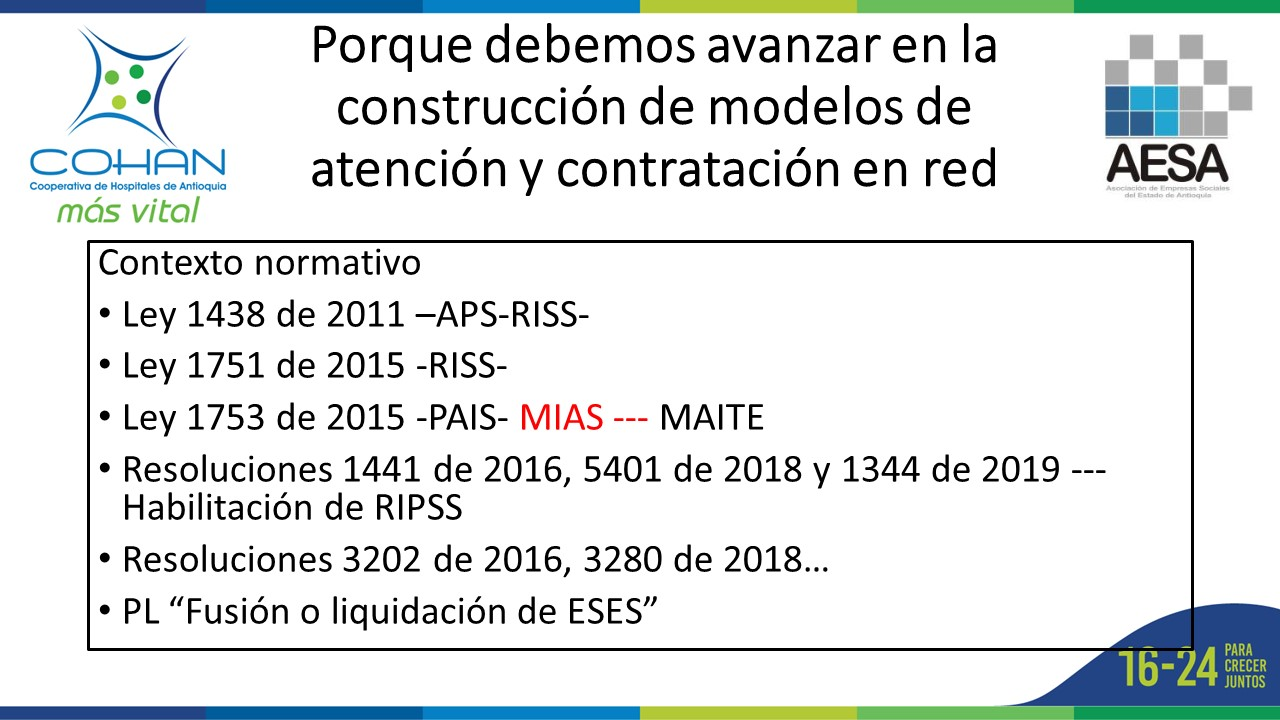 COHAN
Cooperativa de Hospitales de Antioquia
más vital
Porque debemos avanzar en la
construcción de modelos de
atención y contratación en red
AESA
Asociación de Empresas Sociales
del Estado de Antioquia
Contexto normativo
• Ley 1438 de 2011 –APS-RISS-
• Ley 1751 de 2015 -RISS-
• Ley 1753 de 2015 -PAIS- MIAS --- MAITE
• Resoluciones 1441 de 2016, 5401 de 2018 y 1344 de 2019 ---
Habilitación de RIPSS
• Resoluciones 3202 de 2016, 3280 de 2018…
• PL “Fusión o liquidación de ESES”
16-24 PARA
CRECER
JUNTOS